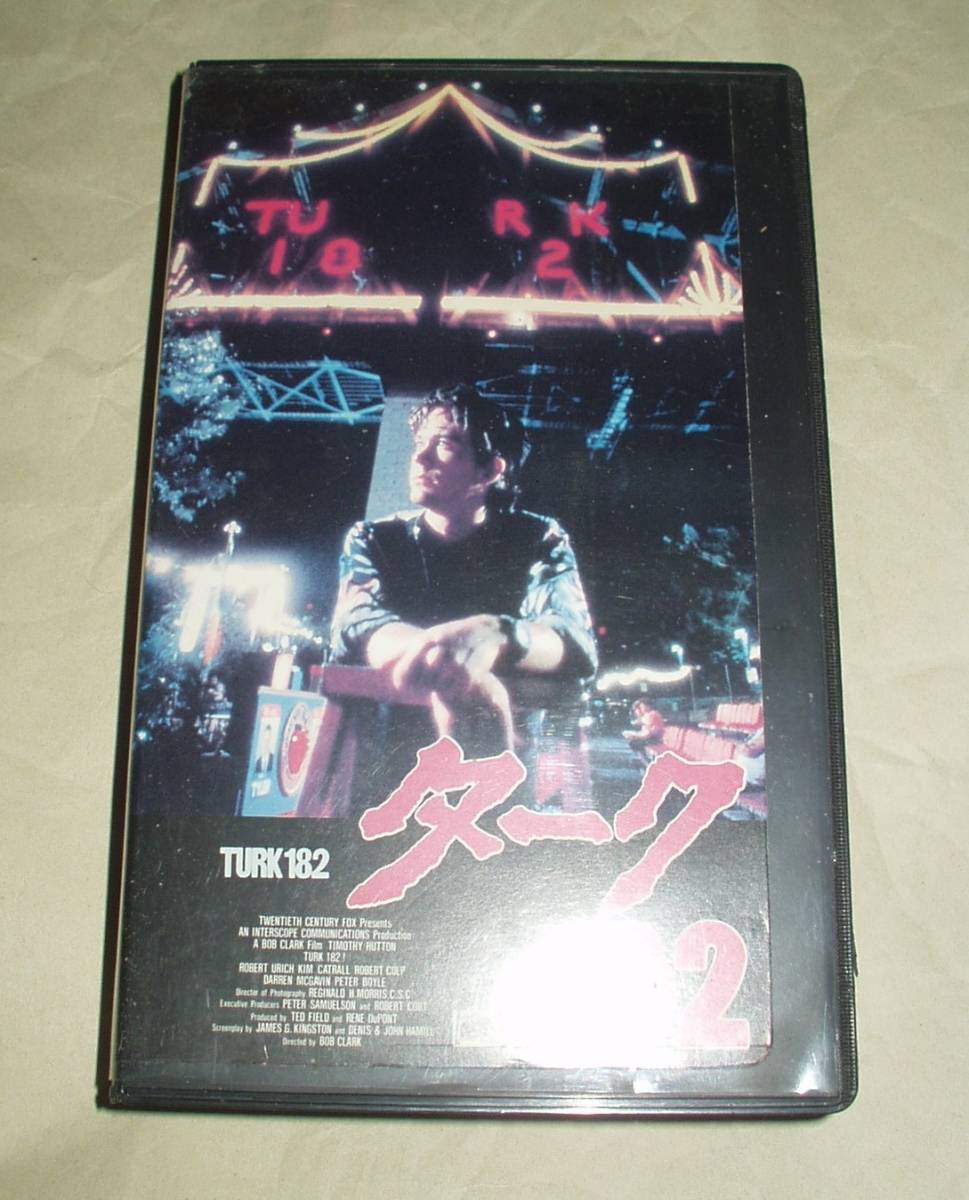 TU RK
18 2
ターク
TURK182
2
TWENTIETH CENTURY FOX Presents
AN INTERSCOPE COMMUNICATIONS Production
A BOB CLARK Film TIMOTHY HUTTON
TURK 182!
ROBERT URICH KIM CATRALL ROBERT CULP
DARREN MCGAVIN PETER BOYLE
Director of Photography REGINALD H.MORRIS,C.S.C.
Executive Producers PETER SAMUELSON and ROBERT CORT
Produced by TED FIELD and RENE DuPONT
Screenplay by JAMES G. KINGSTON and DENIS & JOHN HAMILL
Directed by BOB CLARK